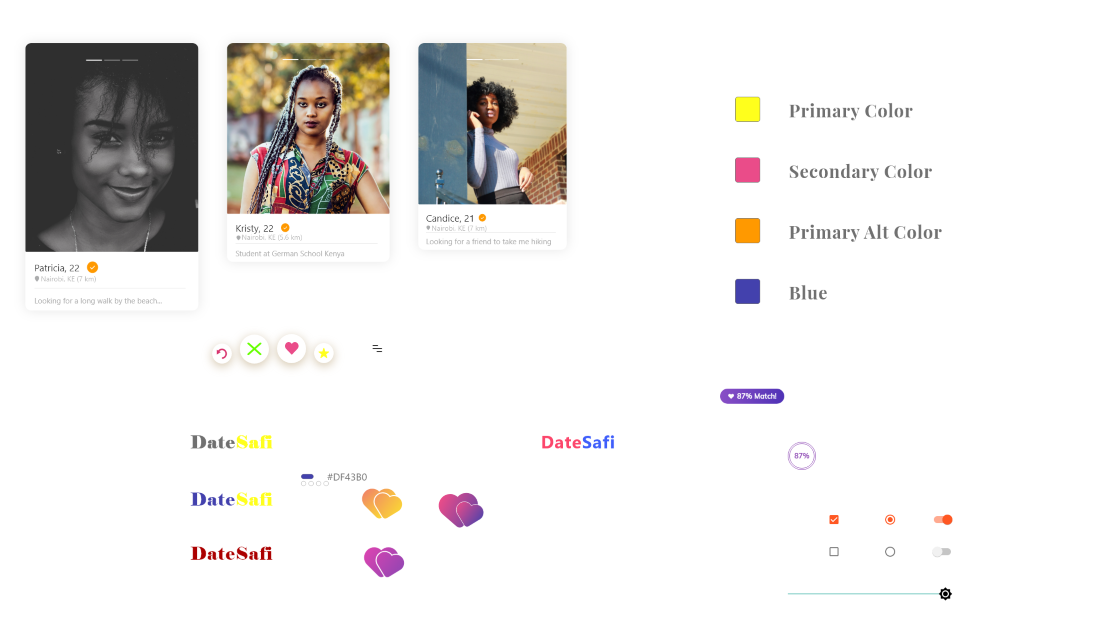 Patricia, 22
Nairobi, KE (7 km)
Looking for a long walk by the beach...
Kristy, 22
Nairobi, KE (5.6 km)
Student at German School Kenya
Candice, 21
Nairobi, KE (7 km)
Looking for a friend to take me hiking
Primary Color
Secondary Color
Primary Alt Color
Blue
87% Match!
87%
DateSafi
DateSafi
#DF43B0
DateSafi
DateSafi